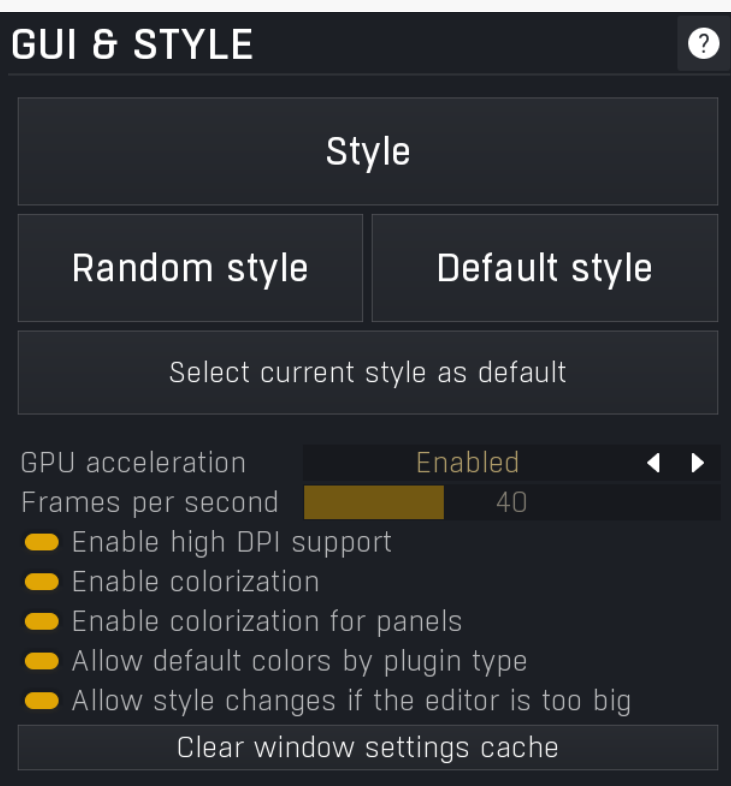 GUI & STYLE ?
Style
Random style Default style
Select current style as default
GPU acceleration Enabled
Frames per second 40
Enable high DPI support
Enable colorization
Enable colorization for panels
Allow default colors by plugin type
Allow style changes if the editor is too big
Clear window settings cache